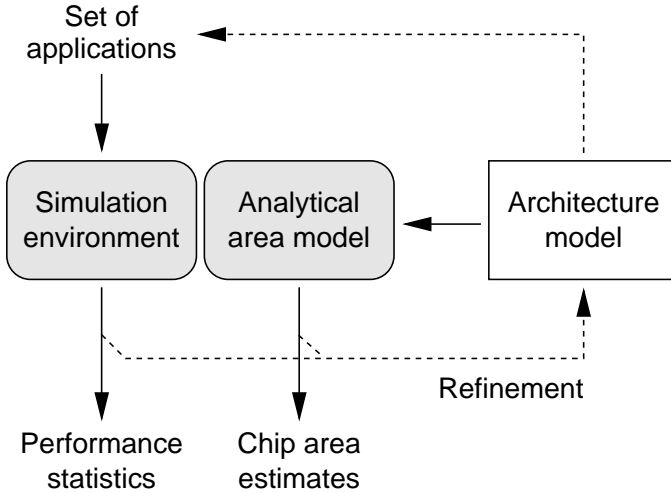 Set of
applications
Simulation
environment
Analytical
area model
Architecture
model
Refinement
Performance
statistics
Chip area
estimates